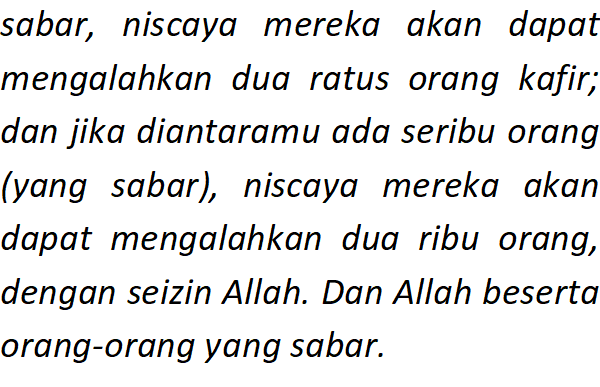 sabar, niscaya mereka akan dapat
mengalahkan dua ratus orang kafir;
dan jika diantaramu ada seribu orang
(yang sabar), niscaya mereka akan
dapat mengalahkan dua ribu orang,
dengan seizin Allah. Dan Allah beserta
orang-orang yang sabar.